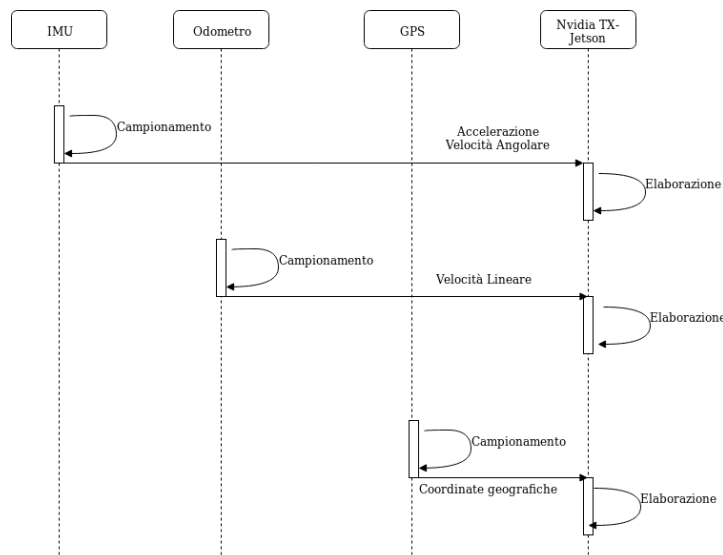 IMU
Odometro
GPS
Nvidia TX-
Jetson
Campionamento
Accelerazione
Velocità Angolare
Elaborazione
Campionamento
Velocità Lineare
Elaborazione
Campionamento
Coordinate geografiche
Elaborazione